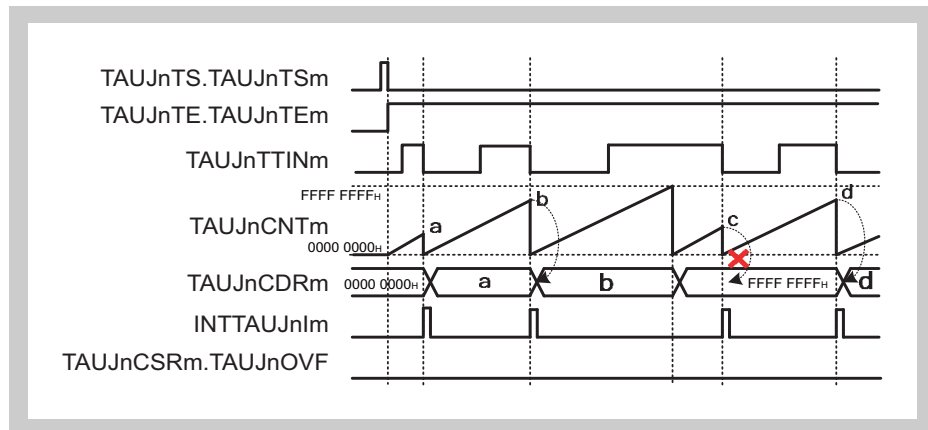 TAUJnTS.TAUJnTSm
TAUJnTE.TAUJnTEm
TAUJnTTINm
FFFF FFFFH
TAUJnCNTm
0000 0000H
a
b
c
d
TAUJnCDRm
0000 0000H
a
b
FFFF FFFFH
d
INTTAUJnIm
TAUJnCSRm.TAUJnOVF